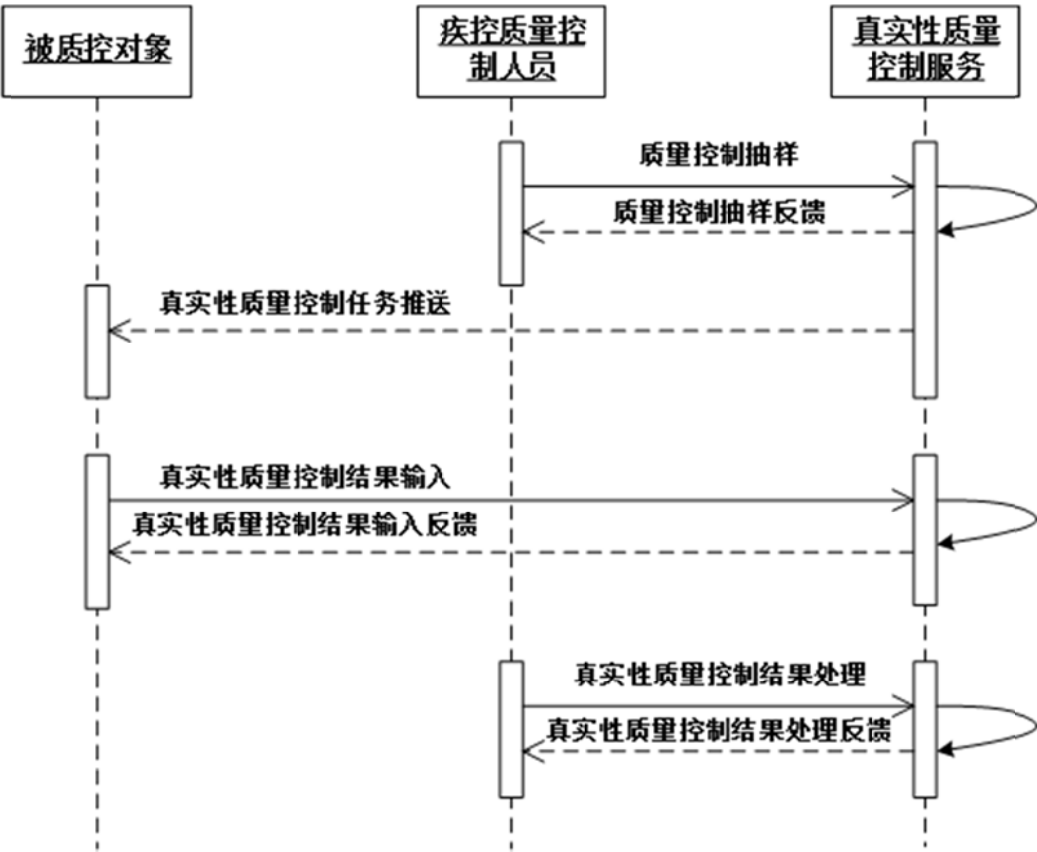 被质控对象
疾控质量控
制人员
真实性质量
控制服务
质量控制抽样
质量控制抽样反馈
真实性质量控制任务推送
真实性质量控制结果输入
真实性质量控制结果输入反馈
真实性质量控制结果处理
真实性质量控制结果处理反馈